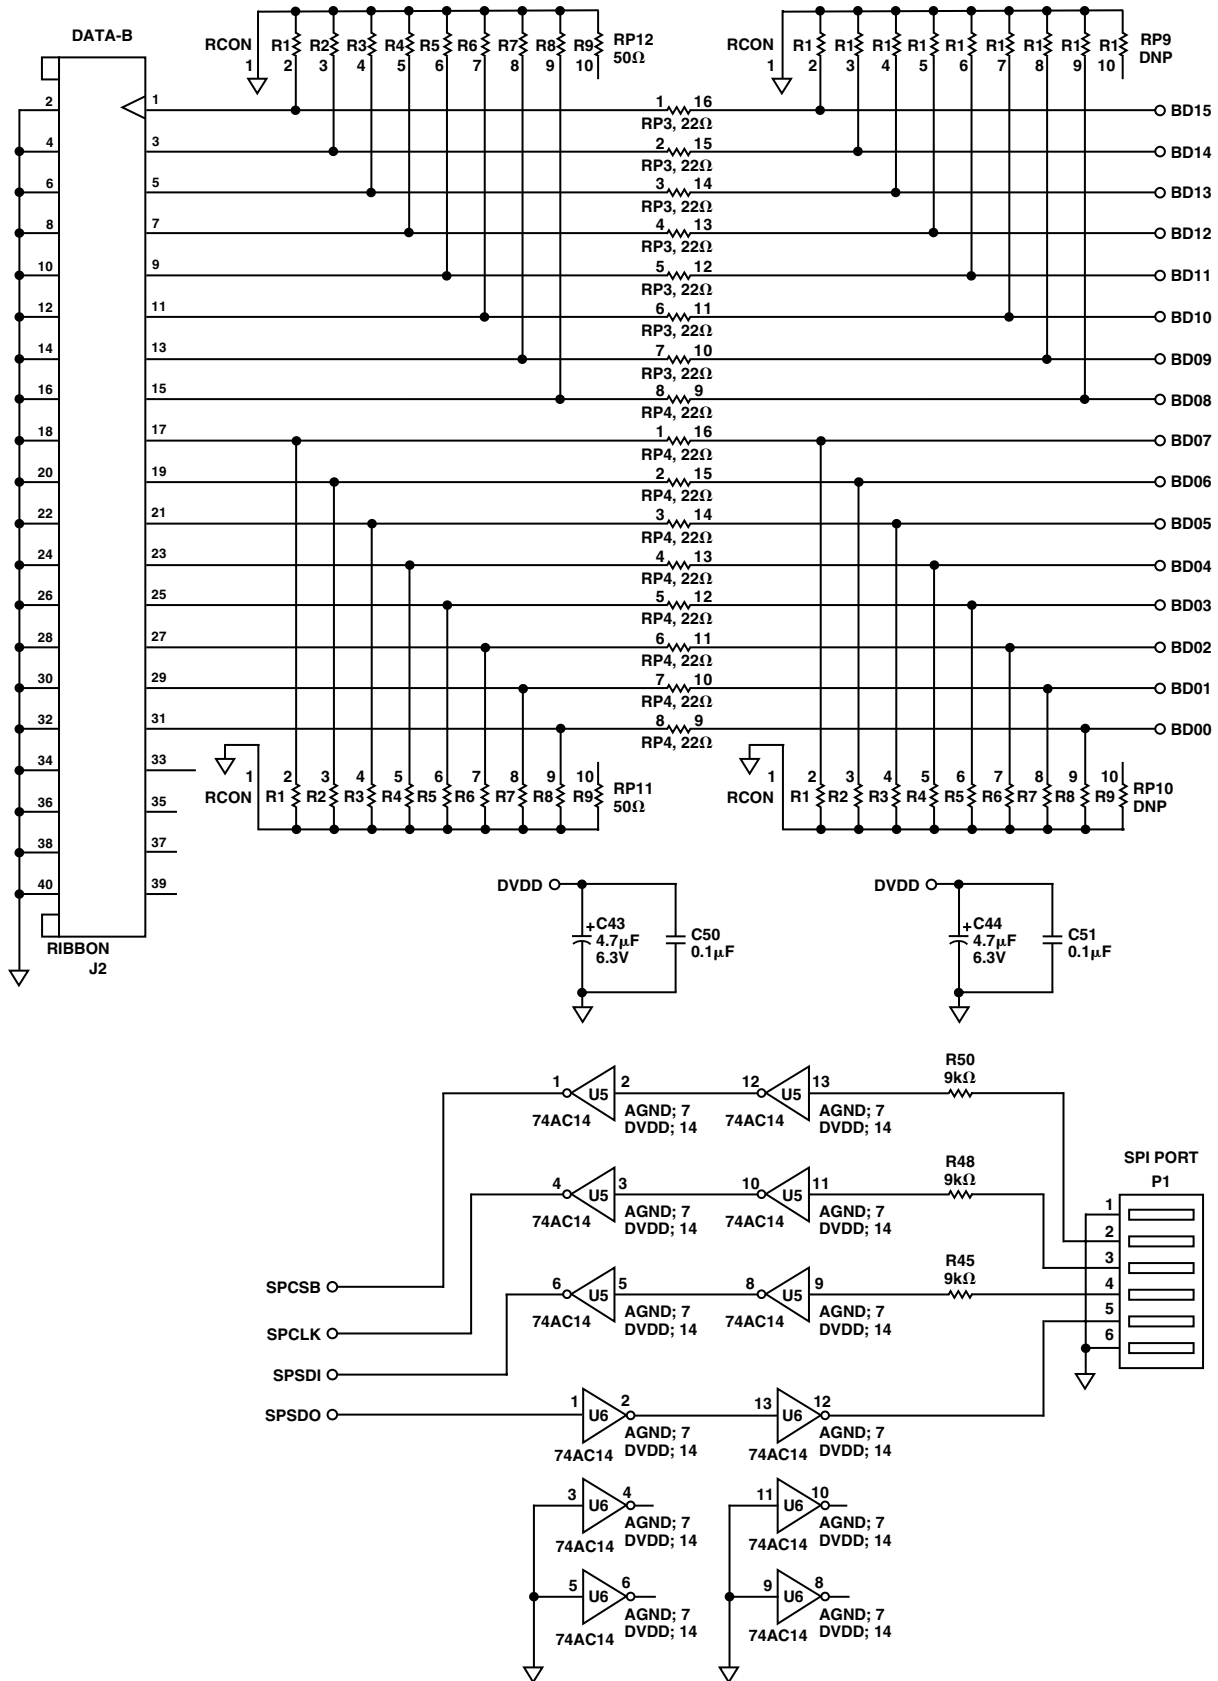 DATA-B
RCON R1 R2 R3 R4 R5 R6 R7 R8 R9 RP12
50Ω
1 2 3 4 5 6 7 8 9 10
RCON R1 R1 R1 R1 R1 R1 R1 R1 R1 RP9
DNP
1 2 3 4 5 6 7 8 9 10
2 1 1 16 BD15
RP3, 22Ω
4 3 2 15 BD14
RP3, 22Ω
6 5 3 14 BD13
RP3, 22Ω
8 7 4 13 BD12
RP3, 22Ω
10 9 5 12 BD11
RP3, 22Ω
12 11 6 11 BD10
RP3, 22Ω
14 13 7 10 BD09
RP3, 22Ω
16 15 8 9 BD08
RP4, 22Ω
18 17 1 16 BD07
RP4, 22Ω
20 19 2 15 BD06
RP4, 22Ω
22 21 3 14 BD05
RP4, 22Ω
24 23 4 13 BD04
RP4, 22Ω
26 25 5 12 BD03
RP4, 22Ω
28 27 6 11 BD02
RP4, 22Ω
30 29 7 10 BD01
RP4, 22Ω
32 31 8 9 BD00
RP4, 22Ω
34 33
36 35
38 37
40 39
RIBBON
J2
1 2 3 4 5 6 7 8 9 10
RCON R1 R2 R3 R4 R5 R6 R7 R8 R9 RP11
50Ω
1 2 3 4 5 6 7 8 9 10
RCON R1 R2 R3 R4 R5 R6 R7 R8 R9 RP10
DNP
DVDD
+ C43
4.7μF
6.3V
C50
0.1μF
DVDD
+ C44
4.7μF
6.3V
C51
0.1μF
1 U5 2
74AC14
AGND; 7
DVDD; 14
12 U5 13
74AC14
AGND; 7
DVDD; 14
R50
9kΩ
4 U5 3
74AC14
AGND; 7
DVDD; 14
10 U5 11
74AC14
AGND; 7
DVDD; 14
R48
9kΩ
6 U5 5
74AC14
AGND; 7
DVDD; 14
8 U5 9
74AC14
AGND; 7
DVDD; 14
R45
9kΩ
SPI PORT
P1
1
2
3
4
5
6
SPCSB
SPCLK
SPSDI
SPSDO
1 U6 2
74AC14
AGND; 7
DVDD; 14
13 U6 12
74AC14
AGND; 7
DVDD; 14
3 U6 4
74AC14
AGND; 7
DVDD; 14
11 U6 10
74AC14
AGND; 7
DVDD; 14
5 U6 6
74AC14
AGND; 7
DVDD; 14
9 U6 8
74AC14
AGND; 7
DVDD; 14